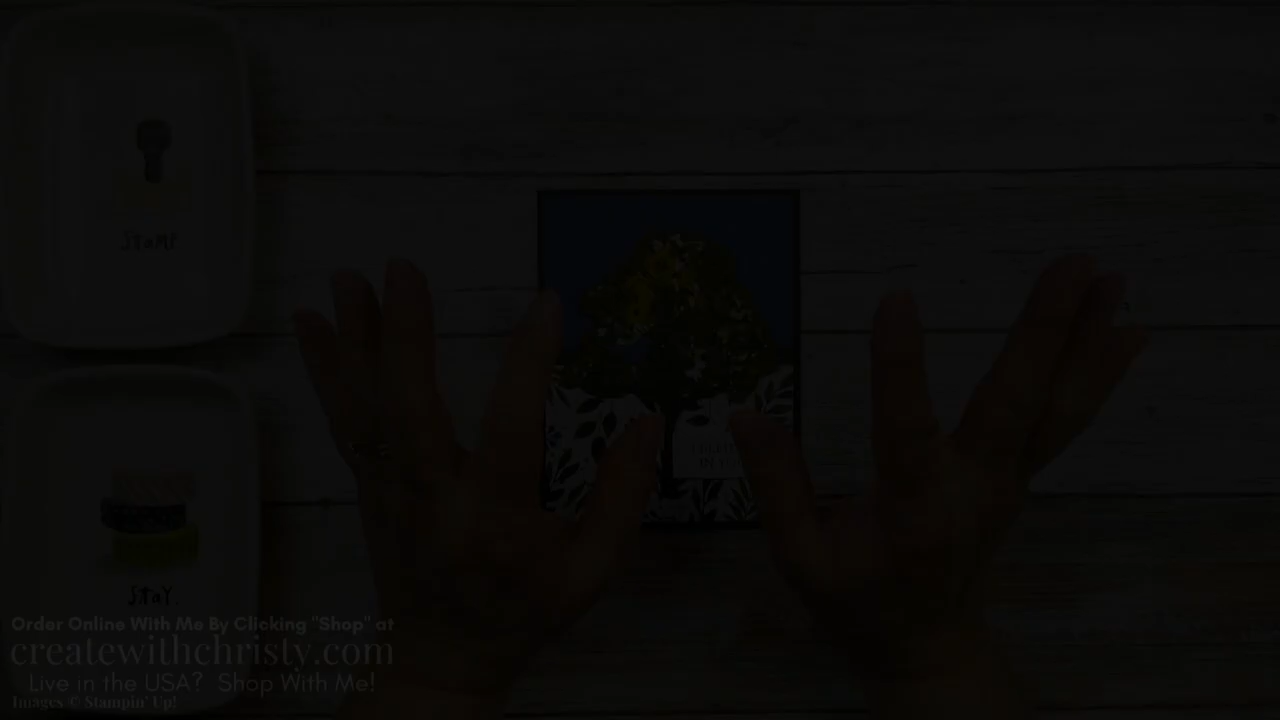 STAMP
STAY.
IN
Order Online With Me By Clicking "Shop" at
createwithchristy.com
Live in the USA? Shop With Me!
Images © Stampin' Up!